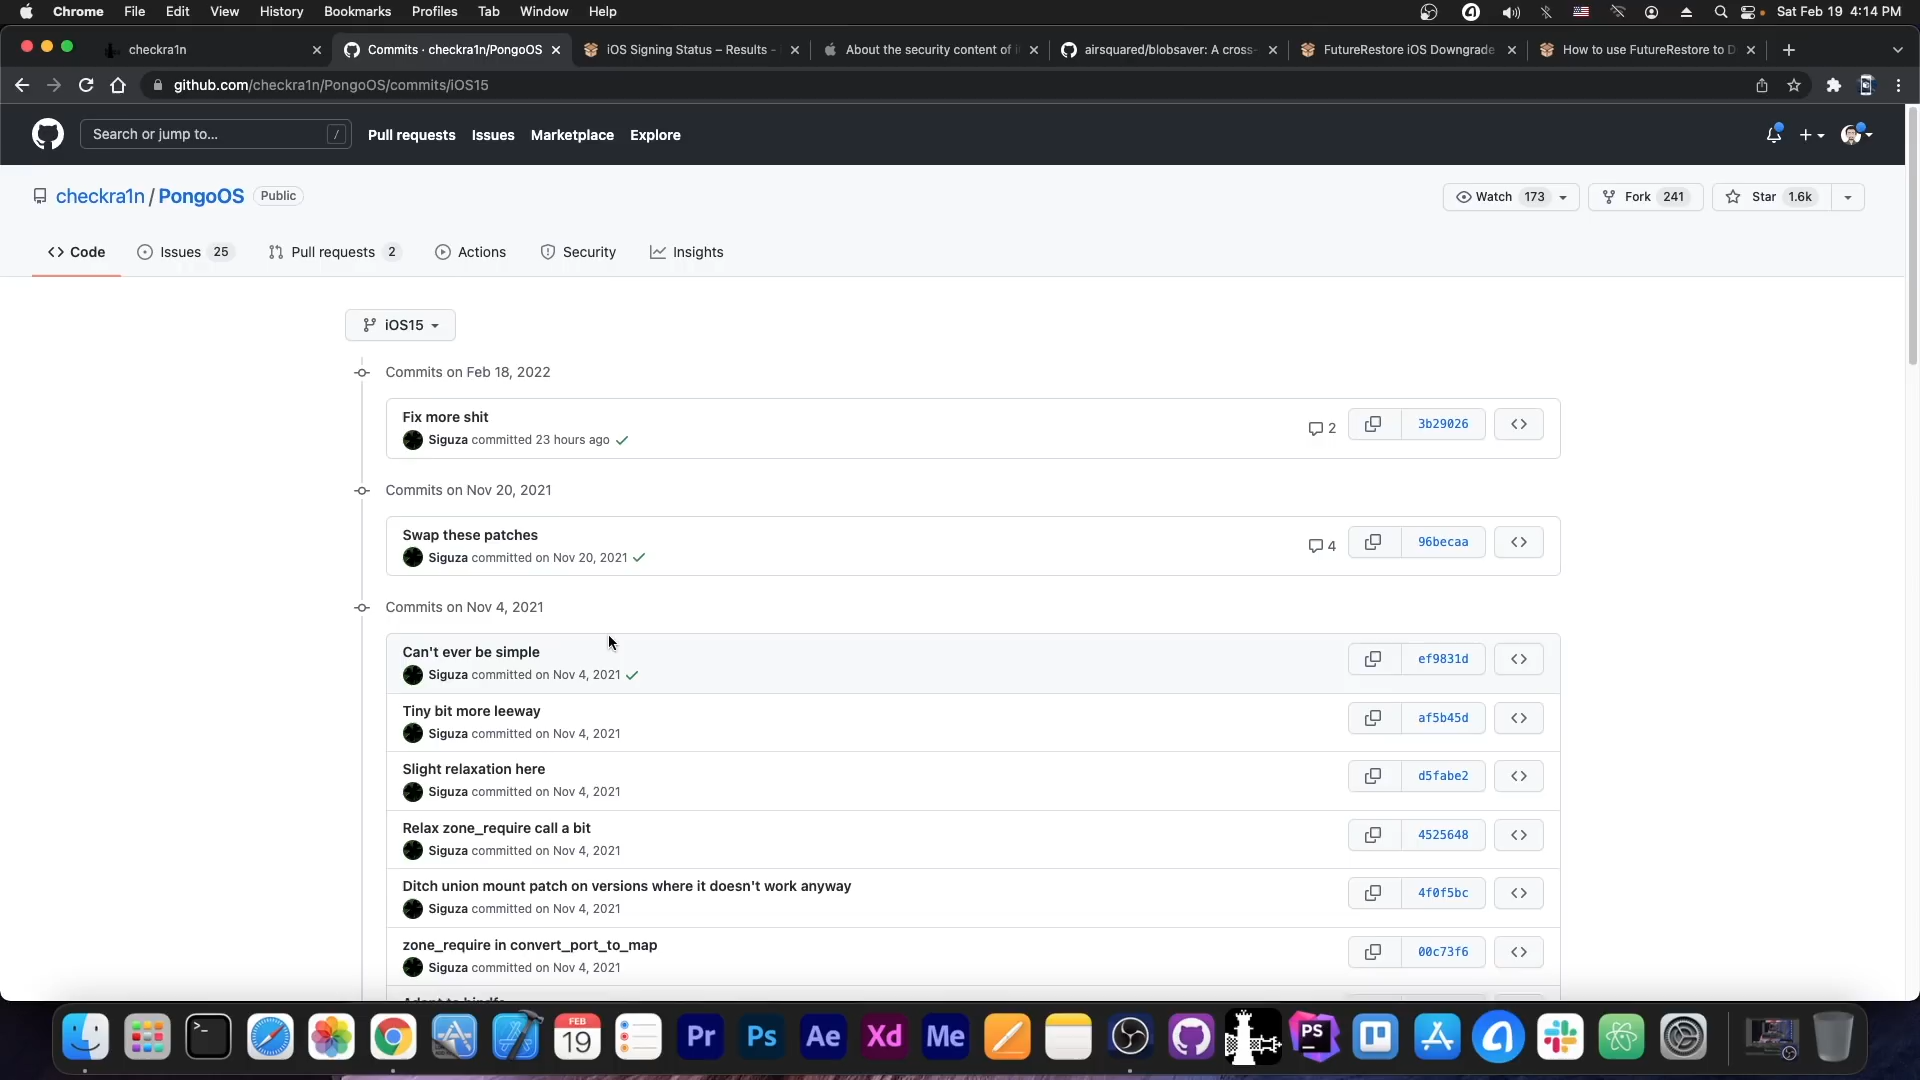 Chrome File Edit View History Bookmarks Profiles Tab Window Help Sat Feb 19 4:14 PM
checkra1n Commits · checkra1n/PongoOS iOS Signing Status – Results - About the security content of airsquared/blobsaver: A cross- FutureRestore iOS Downgrade How to use FutureRestore to D
github.com/checkra1n/PongoOS/commits/iOS15
Search or jump to... / Pull requests Issues Marketplace Explore
checkra1n / PongoOS Public Watch 173 Fork 241 Star 1.6k
<> Code Issues 25 Pull requests 2 Actions Security Insights
iOS15
Commits on Feb 18, 2022
Fix more shit
Siguza committed 23 hours ago 2 3b29026
Commits on Nov 20, 2021
Swap these patches
Siguza committed on Nov 20, 2021 4 96becaa
Commits on Nov 4, 2021
Can't ever be simple
Siguza committed on Nov 4, 2021 ef9831d
Tiny bit more leeway
Siguza committed on Nov 4, 2021 af5b45d
Slight relaxation here
Siguza committed on Nov 4, 2021 d5fabe2
Relax zone_require call a bit
Siguza committed on Nov 4, 2021 4525648
Ditch union mount patch on versions where it doesn't work anyway
Siguza committed on Nov 4, 2021 4f0f5bc
zone_require in convert_port_to_map
Siguza committed on Nov 4, 2021 00c73f6
FEB
19 Pr Ps Ae Xd Me PS